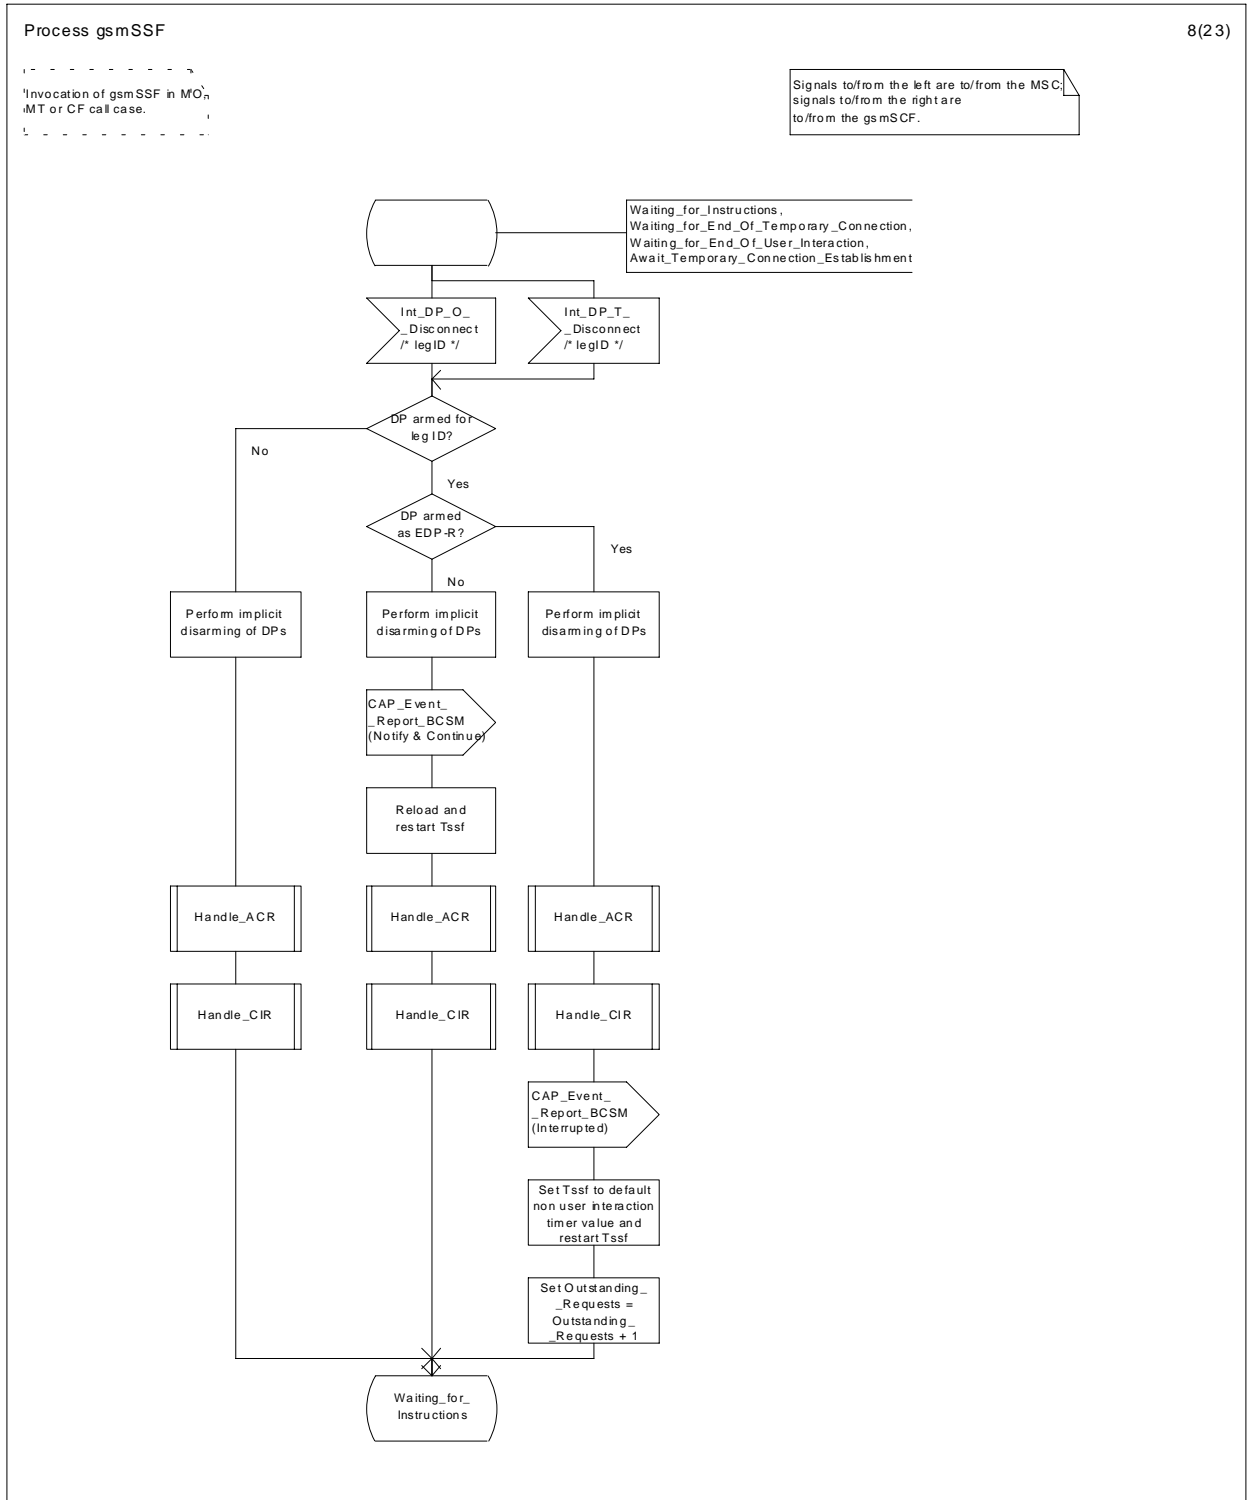 Process gsmSSF
8(23)
Invocation of gsmSSF in MO,
MT or CF call case.
Signals to/from the left are to/from the MSC;
signals to/from the right are
to/from the gsmSCF.
Waiting_for_Instructions,
Waiting_for_End_Of_Temporary_Connection,
Waiting_for_End_Of_User_Interaction,
Await_Temporary_Connection_Establishment
Int_DP_O_
_Disconnect
/* legID */
Int_DP_T_
_Disconnect
/* legID */
DP armed for
leg ID?
No
Yes
DP armed
as EDP-R?
Yes
No
Perform implicit
disarming of DPs
Perform implicit
disarming of DPs
Perform implicit
disarming of DPs
CAP_Event_
_Report_BCSM
(Notify & Continue)
Reload and
restart Tssf
Handle_ACR
Handle_ACR
Handle_ACR
Handle_CIR
Handle_CIR
Handle_CIR
CAP_Event_
_Report_BCSM
(Interrupted)
Set Tssf to default
non user interaction
timer value and
restart Tssf
Set Outstanding_
_Requests =
Outstanding_
_Requests + 1
Waiting_for_
Instructions